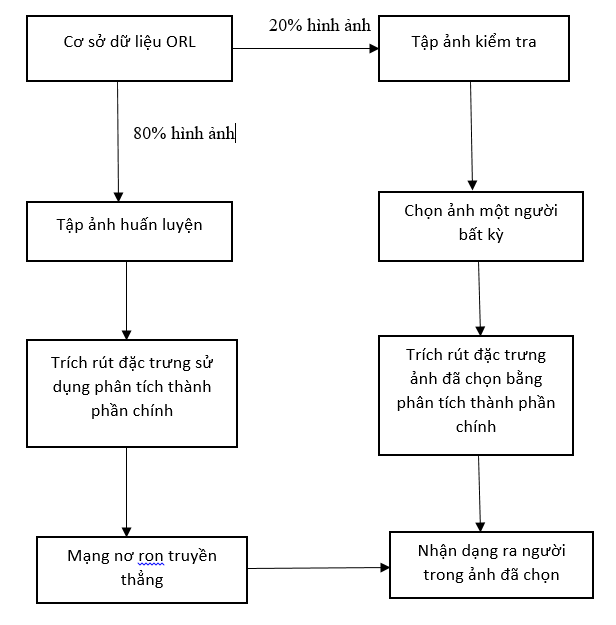 Cơ sở dữ liệu ORL
20% hình ảnh
Tập ảnh kiểm tra
80% hình ảnh
Tập ảnh huấn luyện
Chọn ảnh một người
bất kỳ
Trích rút đặc trưng sử
dụng phân tích thành
phần chính
Trích rút đặc trưng
ảnh đã chọn bằng
phân tích thành phần
chính
Mạng nơ ron truyền
thẳng
Nhận dạng ra người
trong ảnh đã chọn